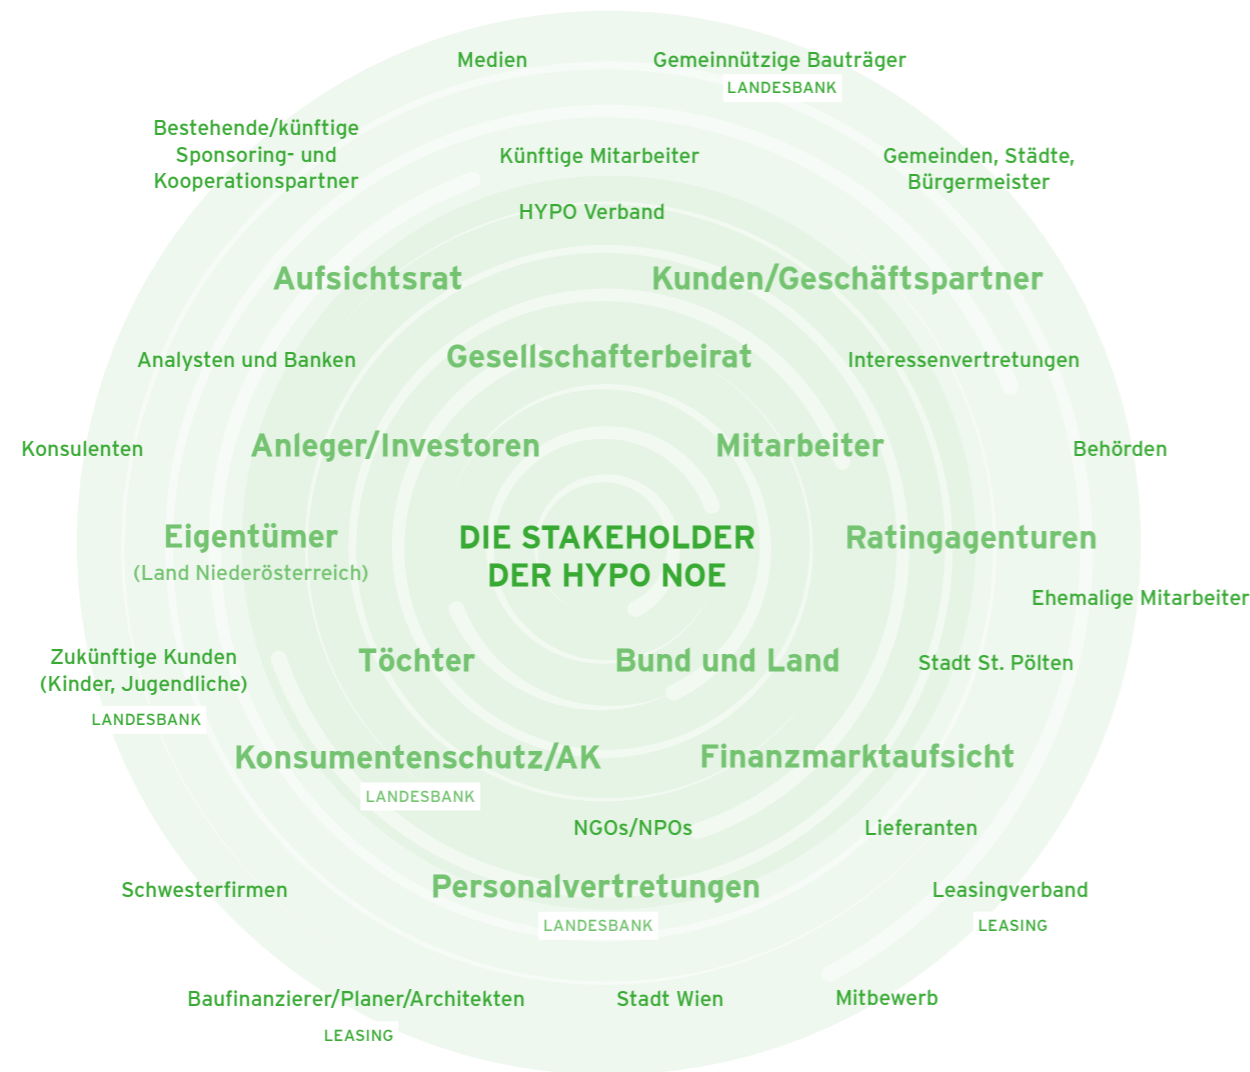 Medien
Gemeinnützige Bauträger
LANDESBANK
Bestehende/künftige
Sponsoring- und
Kooperationspartner
Künftige Mitarbeiter
Gemeinden, Städte,
Bürgermeister
HYPO Verband
Aufsichtsrat
Kunden/Geschäftspartner
Analysten und Banken
Gesellschafterbeirat
Interessenvertretungen
Konsulenten
Anleger/Investoren
Mitarbeiter
Behörden
Eigentümer
(Land Niederösterreich)
DIE STAKEHOLDER
DER HYPO NOE
Ratingagenturen
Ehemalige Mitarbeiter
Zukünftige Kunden
(Kinder, Jugendliche)
LANDESBANK
Töchter
Bund und Land
Stadt St. Pölten
Konsumentenschutz/AK
LANDESBANK
Finanzmarktaufsicht
NGOs/NPOs
Lieferanten
Schwesterfirmen
Personalvertretungen
LANDESBANK
Leasingverband
LEASING
Baufinanzierer/Planer/Architekten
LEASING
Stadt Wien
Mitbewerb